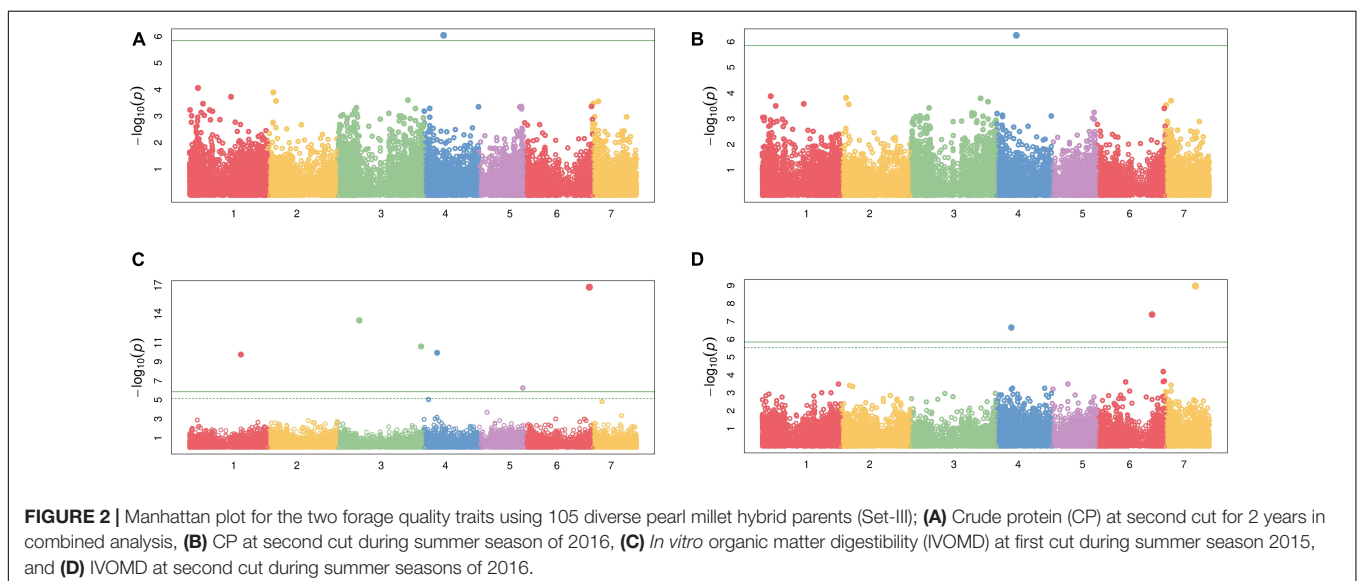 A
−log10(p)
6
5
4
3
2
1
1 2 3 4 5 6 7
B
−log10(p)
6
5
4
3
2
1
1 2 3 4 5 6 7
C
−log10(p)
17
14
11
9
7
5
3
1
1 2 3 4 5 6 7
D
−log10(p)
9
8
7
6
5
4
3
2
1
1 2 3 4 5 6 7
FIGURE 2 | Manhattan plot for the two forage quality traits using 105 diverse pearl millet hybrid parents (Set-III); (A) Crude protein (CP) at second cut for 2 years in
combined analysis, (B) CP at second cut during summer season of 2016, (C) In vitro organic matter digestibility (IVOMD) at first cut during summer season 2015,
and (D) IVOMD at second cut during summer seasons of 2016.